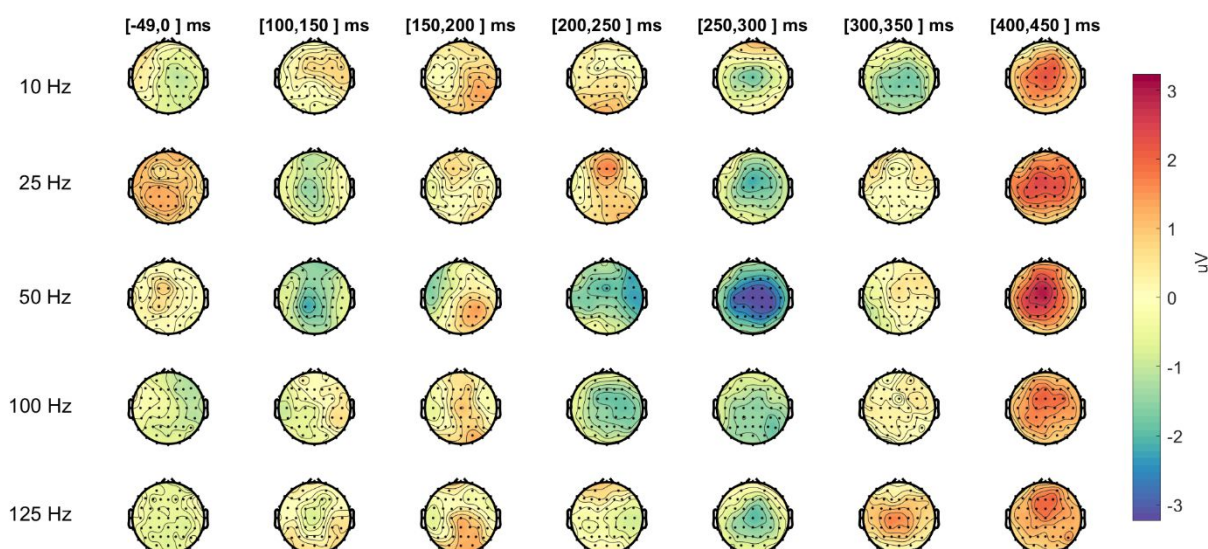 [-49,0 ] ms [100,150 ] ms [150,200 ] ms [200,250 ] ms [250,300 ] ms [300,350 ] ms [400,450 ] ms
10 Hz
25 Hz
50 Hz
100 Hz
125 Hz
3
2
1
0
-1
-2
-3
uV